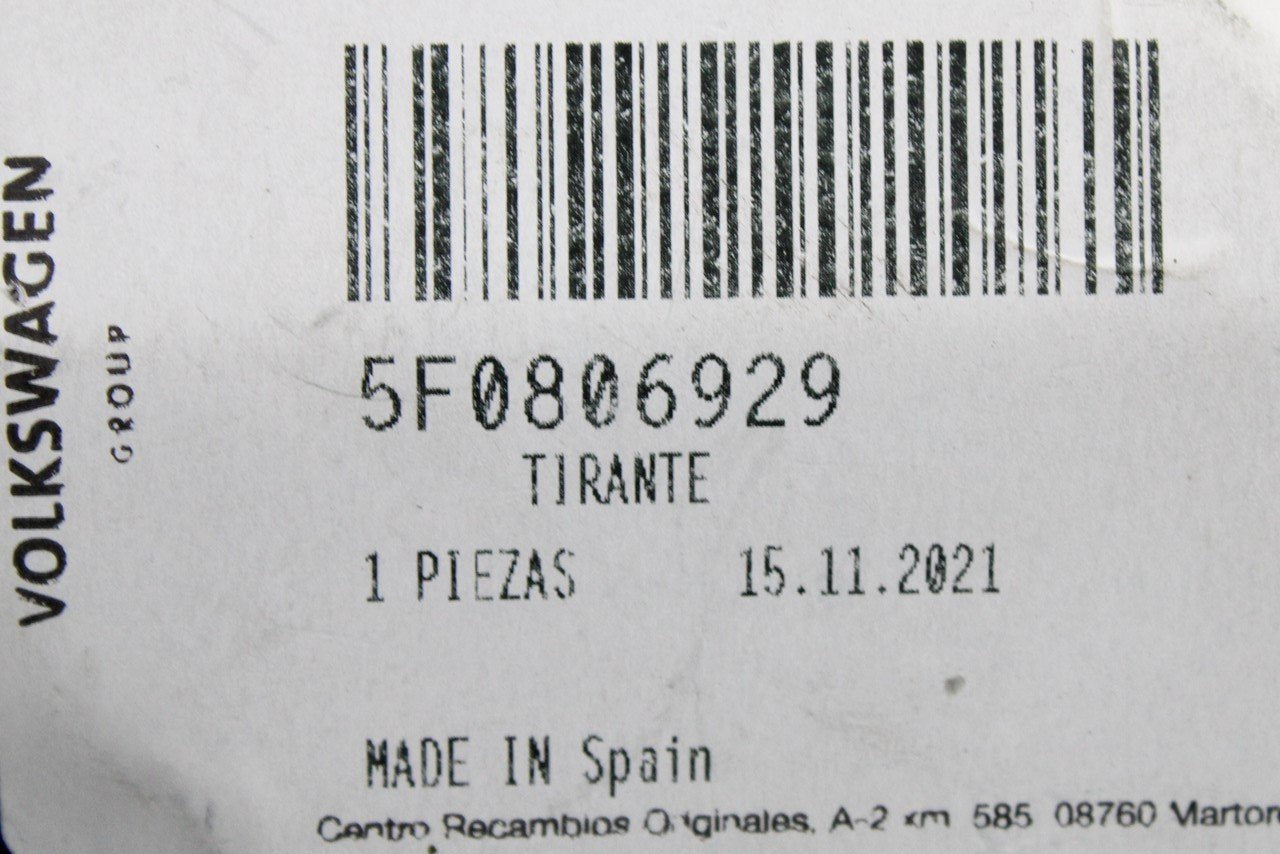 VOLKSWAGEN
GROUP
5F0806929
TIRANTE
1 PIEZAS 15.11.2021
MADE IN Spain
Centro Recambios Originales, A-2 km 585 08760 Martor